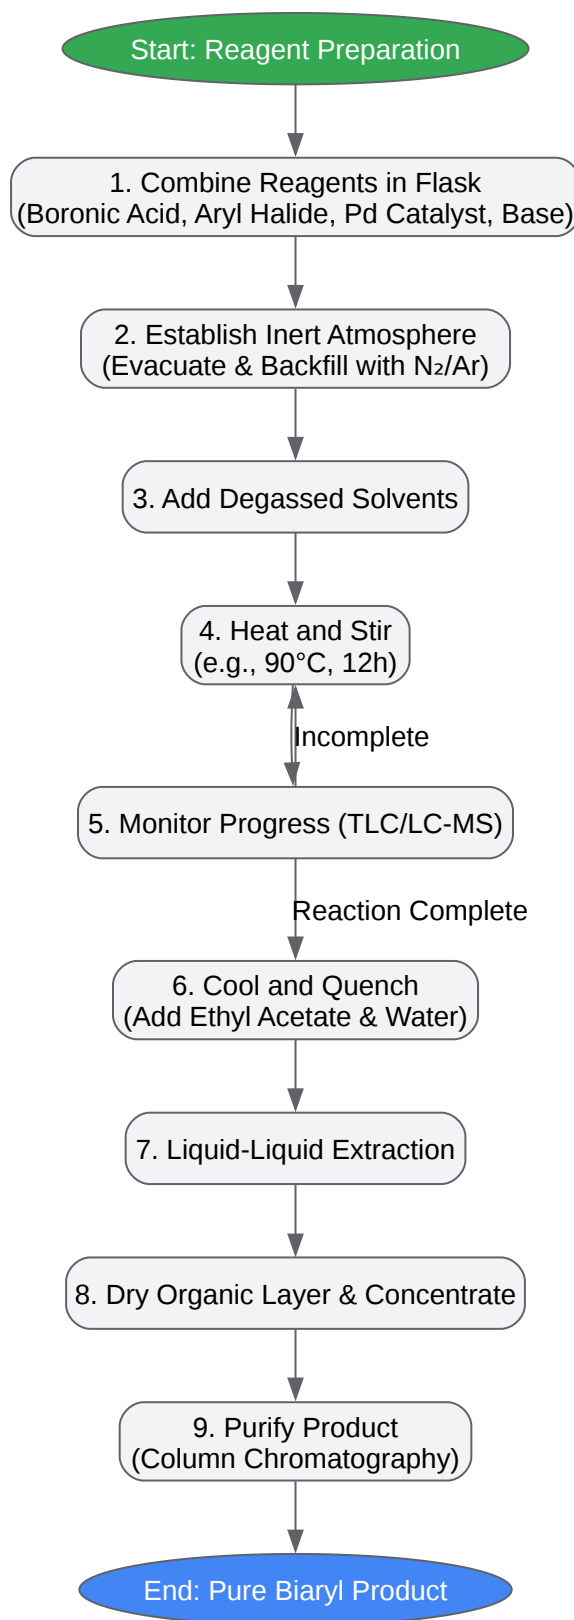 Start: Reagent Preparation
1. Combine Reagents in Flask
(Boronic Acid, Aryl Halide, Pd Catalyst, Base)
2. Establish Inert Atmosphere
(Evacuate & Backfill with N₂/Ar)
3. Add Degassed Solvents
4. Heat and Stir
(e.g., 90°C, 12h)
Incomplete
5. Monitor Progress (TLC/LC-MS)
Reaction Complete
6. Cool and Quench
(Add Ethyl Acetate & Water)
7. Liquid-Liquid Extraction
8. Dry Organic Layer & Concentrate
9. Purify Product
(Column Chromatography)
End: Pure Biaryl Product